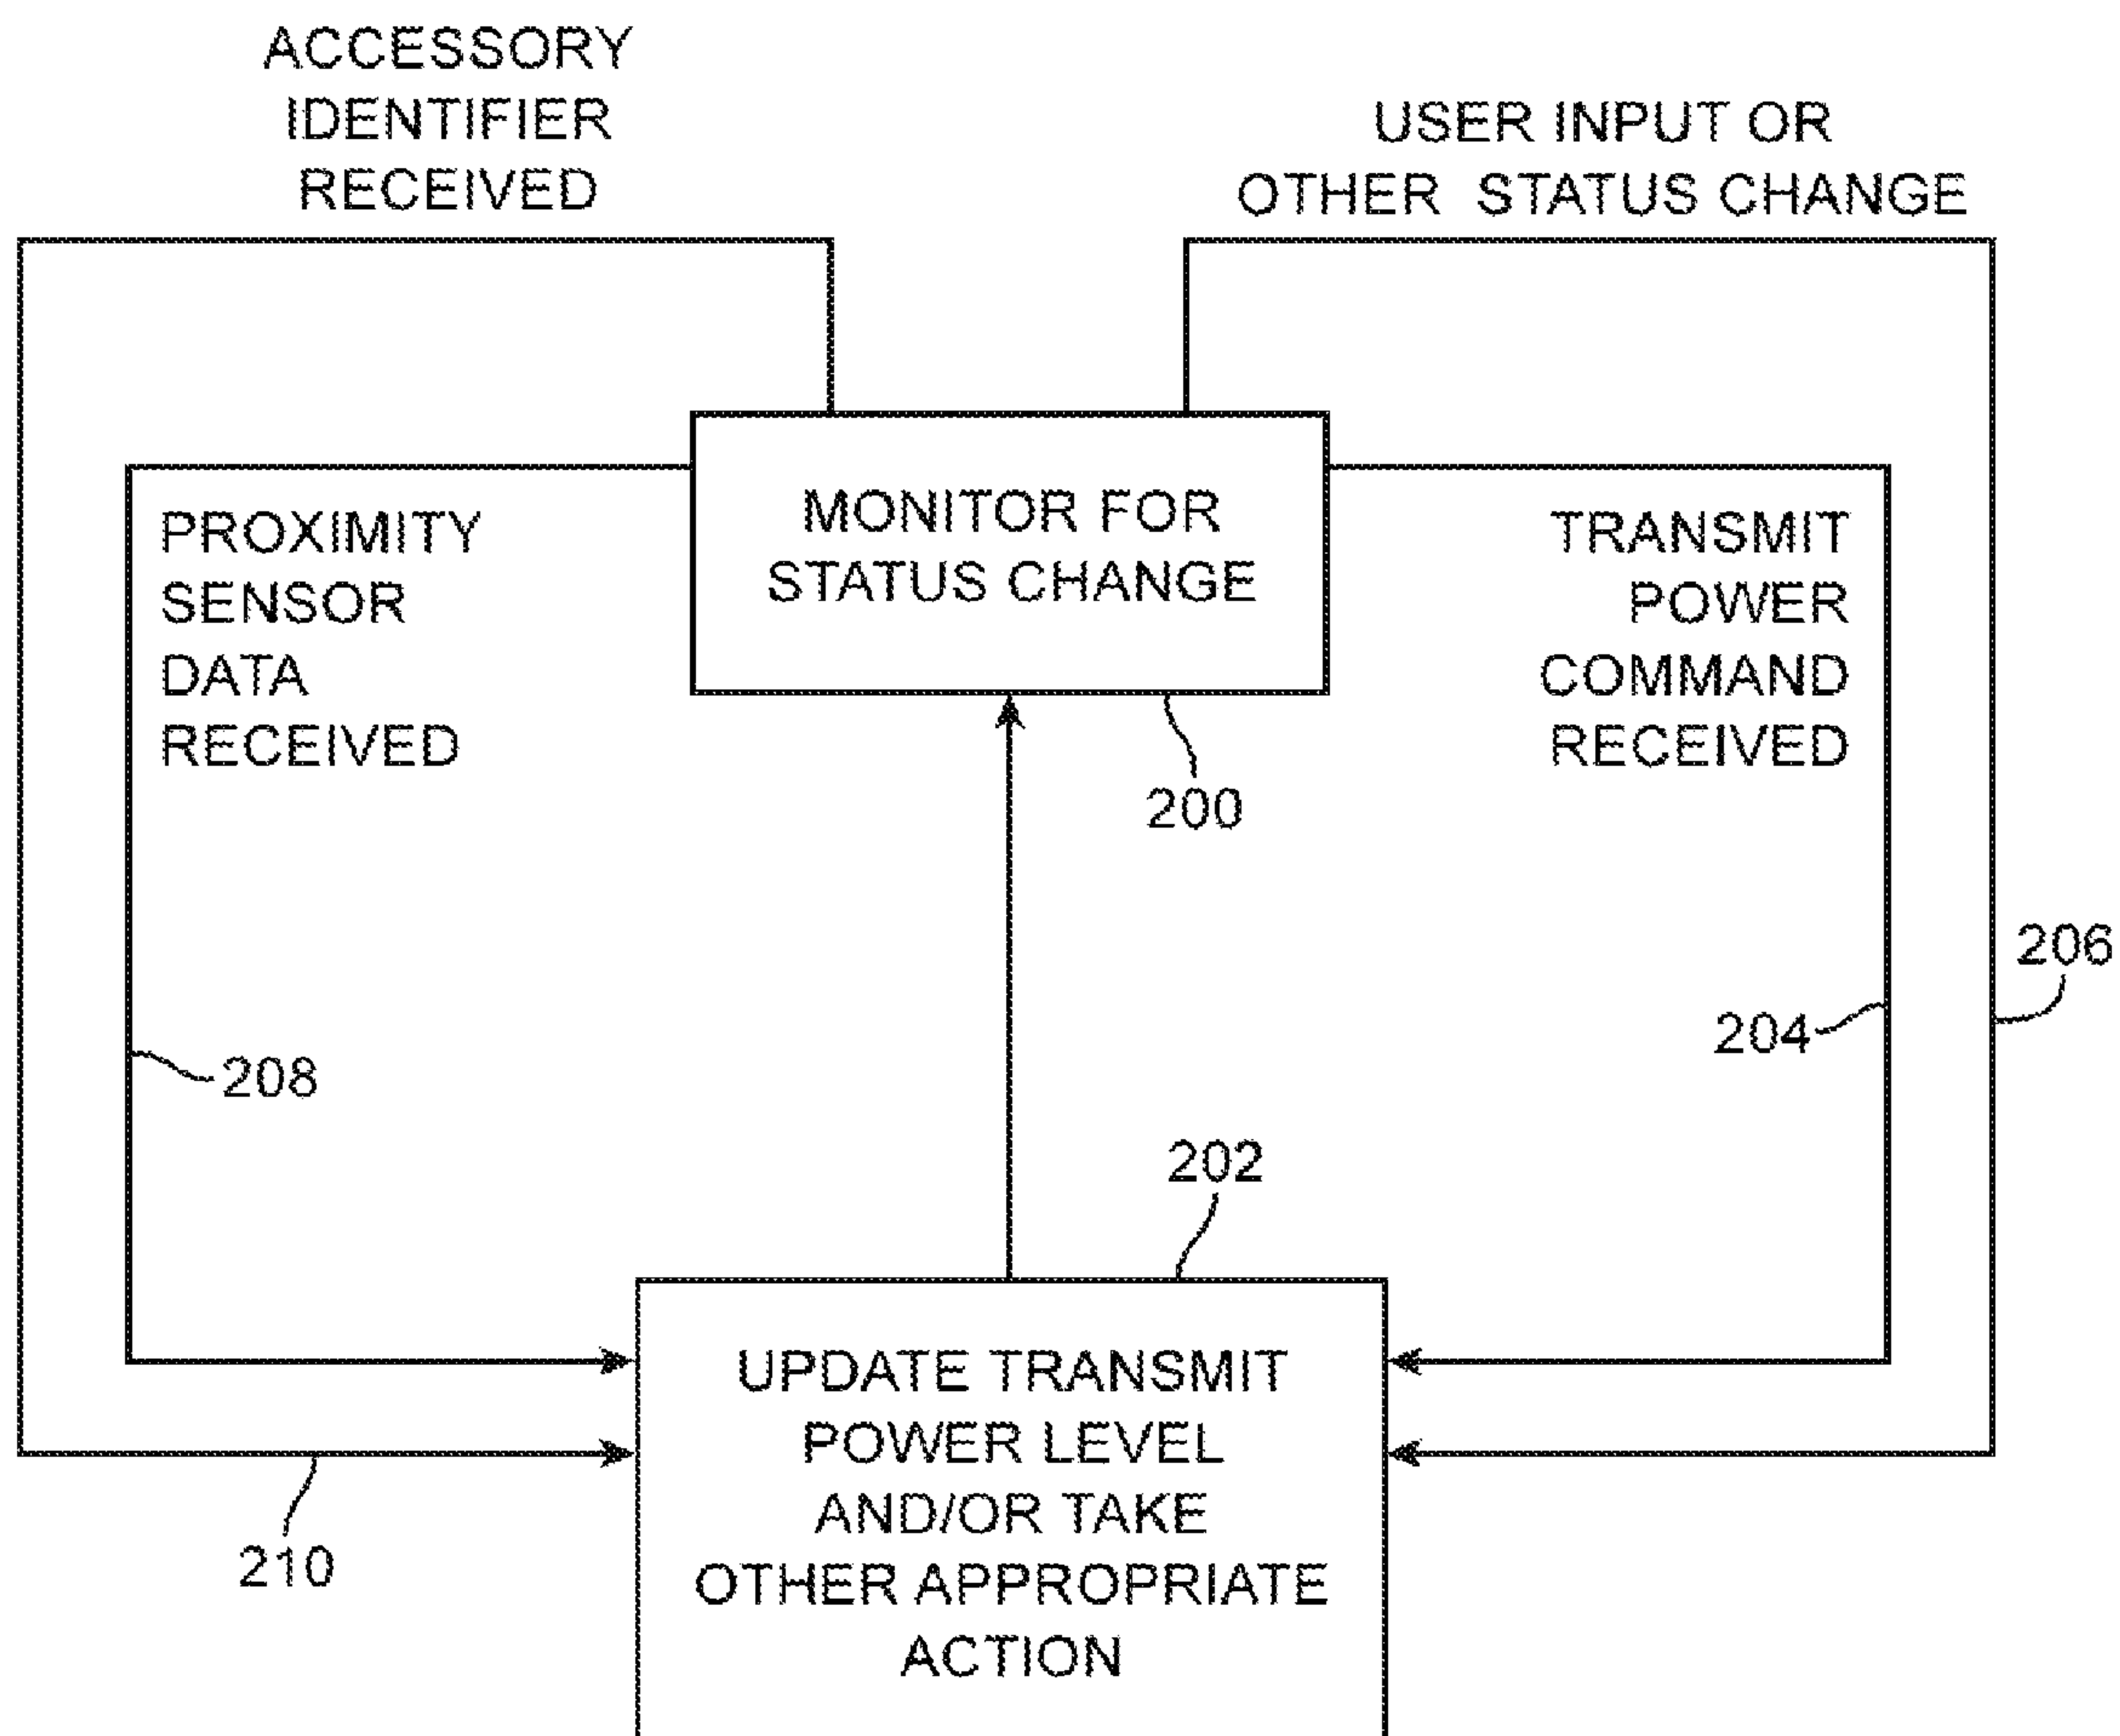 ACCESSORY
IDENTIFIER
RECEIVED
USER INPUT OR
OTHER STATUS CHANGE
PROXIMITY
SENSOR
DATA
RECEIVED
MONITOR FOR
STATUS CHANGE
TRANSMIT
POWER
COMMAND
RECEIVED
200
206
204
208
202
UPDATE TRANSMIT
POWER LEVEL
AND/OR TAKE
OTHER APPROPRIATE
ACTION
210